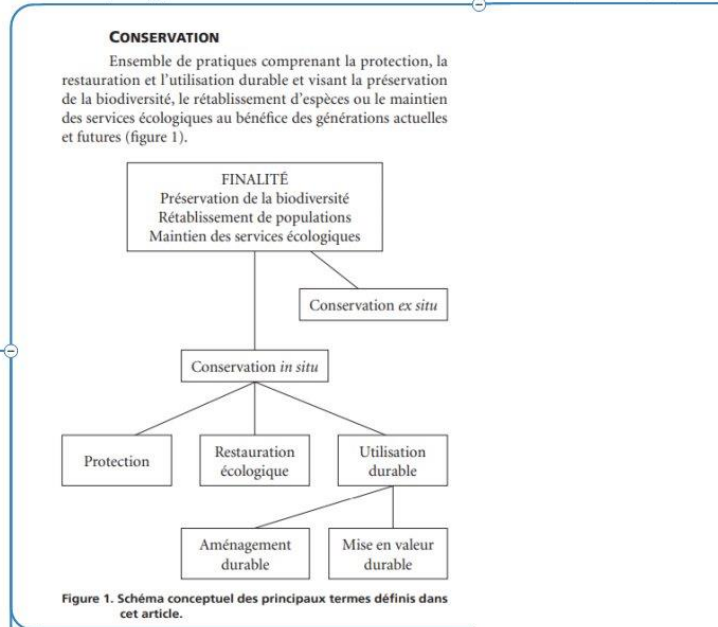 CONSERVATION
Ensemble de pratiques comprenant la protection, la
restauration et l'utilisation durable et visant la préservation
de la biodiversité, le rétablissement d'espèces ou le maintien
des services écologiques au bénéfice des générations actuelles
et futures (figure 1).
FINALITÉ
Préservation de la biodiversité
Rétablissement de populations
Maintien des services écologiques
Conservation ex situ
Conservation in situ
Protection
Restauration
écologique
Utilisation
durable
Aménagement
durable
Mise en valeur
durable
Figure 1. Schéma conceptuel des principaux termes définis dans
cet article.